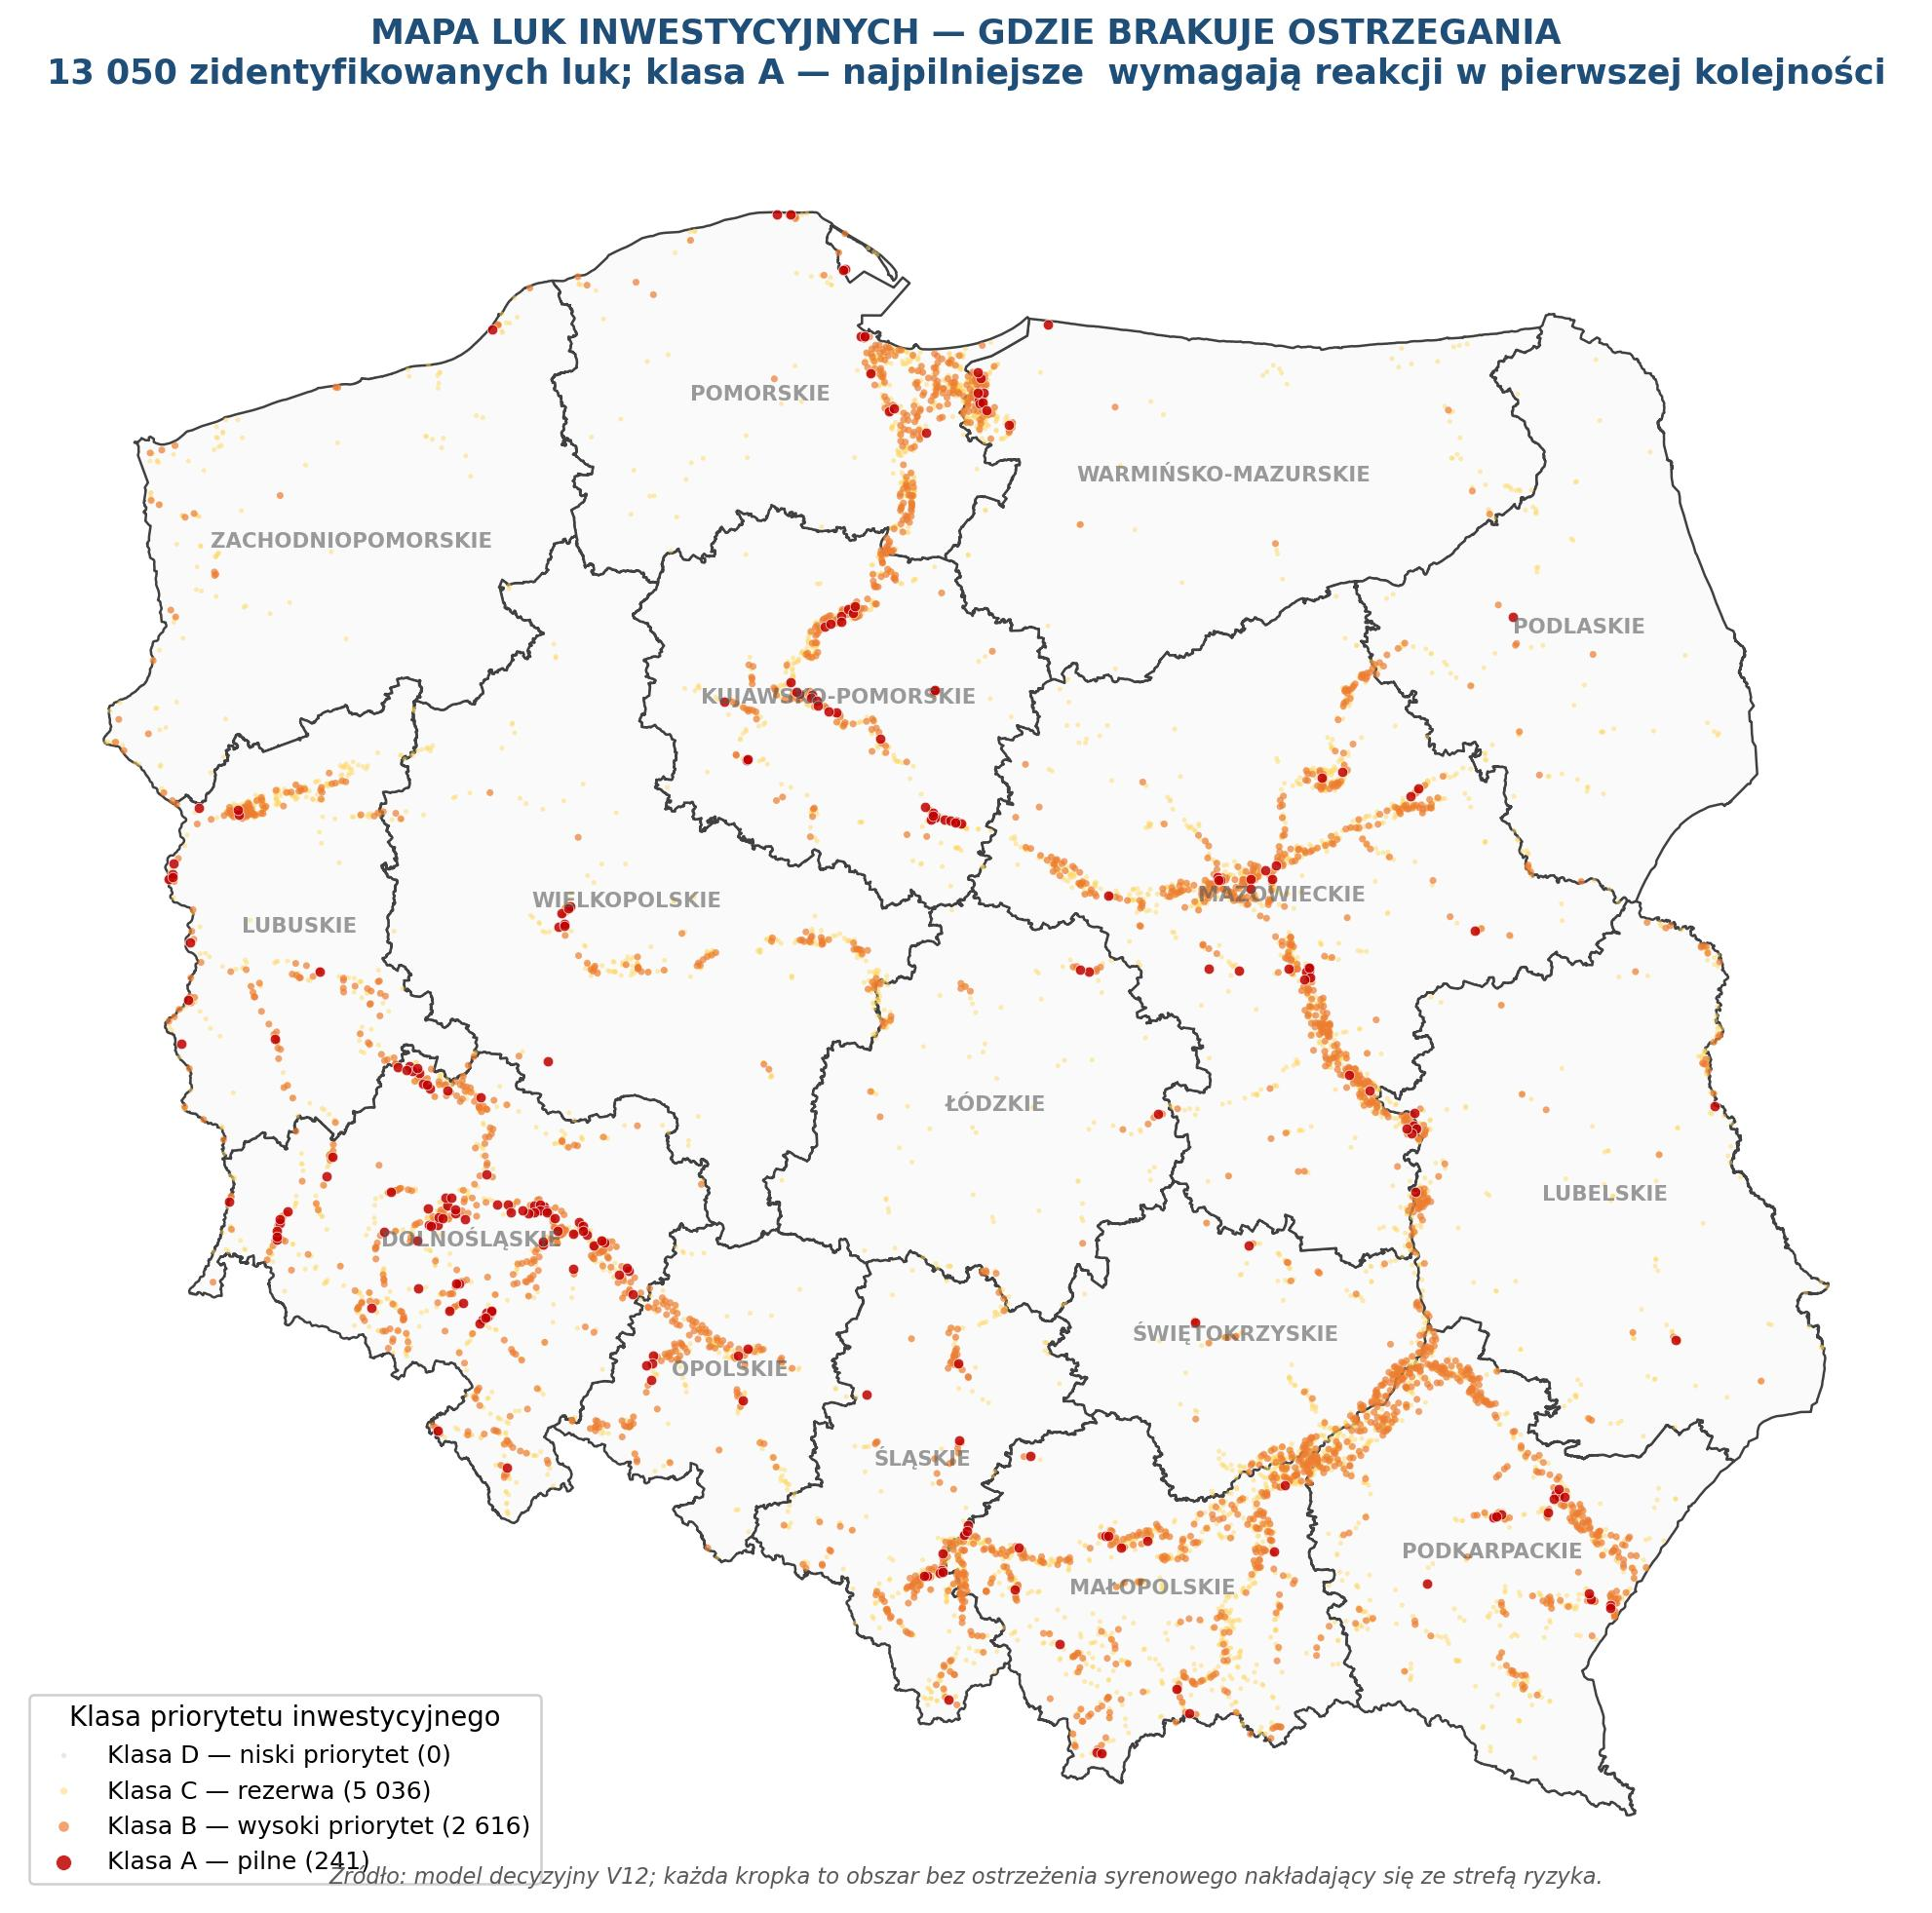 MAPA LUK INWESTYCYJNYCH — GDZIE BRAKUJE OSTRZEGANIA
13 050 zidentyfikowanych luk; klasa A — najpilniejsze  wymagają reakcji w pierwszej kolejności
POMORSKIE
WARMIŃSKO-MAZURSKIE
ZACHODNIOPOMORSKIE
PODLASKIE
KUJAWSKO-POMORSKIE
MAZOWIECKIE
WIELKOPOLSKIE
LUBUSKIE
ŁÓDZKIE
LUBELSKIE
DOLNOŚLĄSKIE
ŚWIĘTOKRZYSKIE
OPOLSKIE
ŚLĄSKIE
PODKARPACKIE
MAŁOPOLSKIE
Klasa priorytetu inwestycyjnego
Klasa D — niski priorytet (0)
Klasa C — rezerwa (5 036)
Klasa B — wysoki priorytet (2 616)
Klasa A — pilne (241)
Źródło: model decyzyjny V12; każda kropka to obszar bez ostrzeżenia syrenowego nakładający się ze strefą ryzyka.